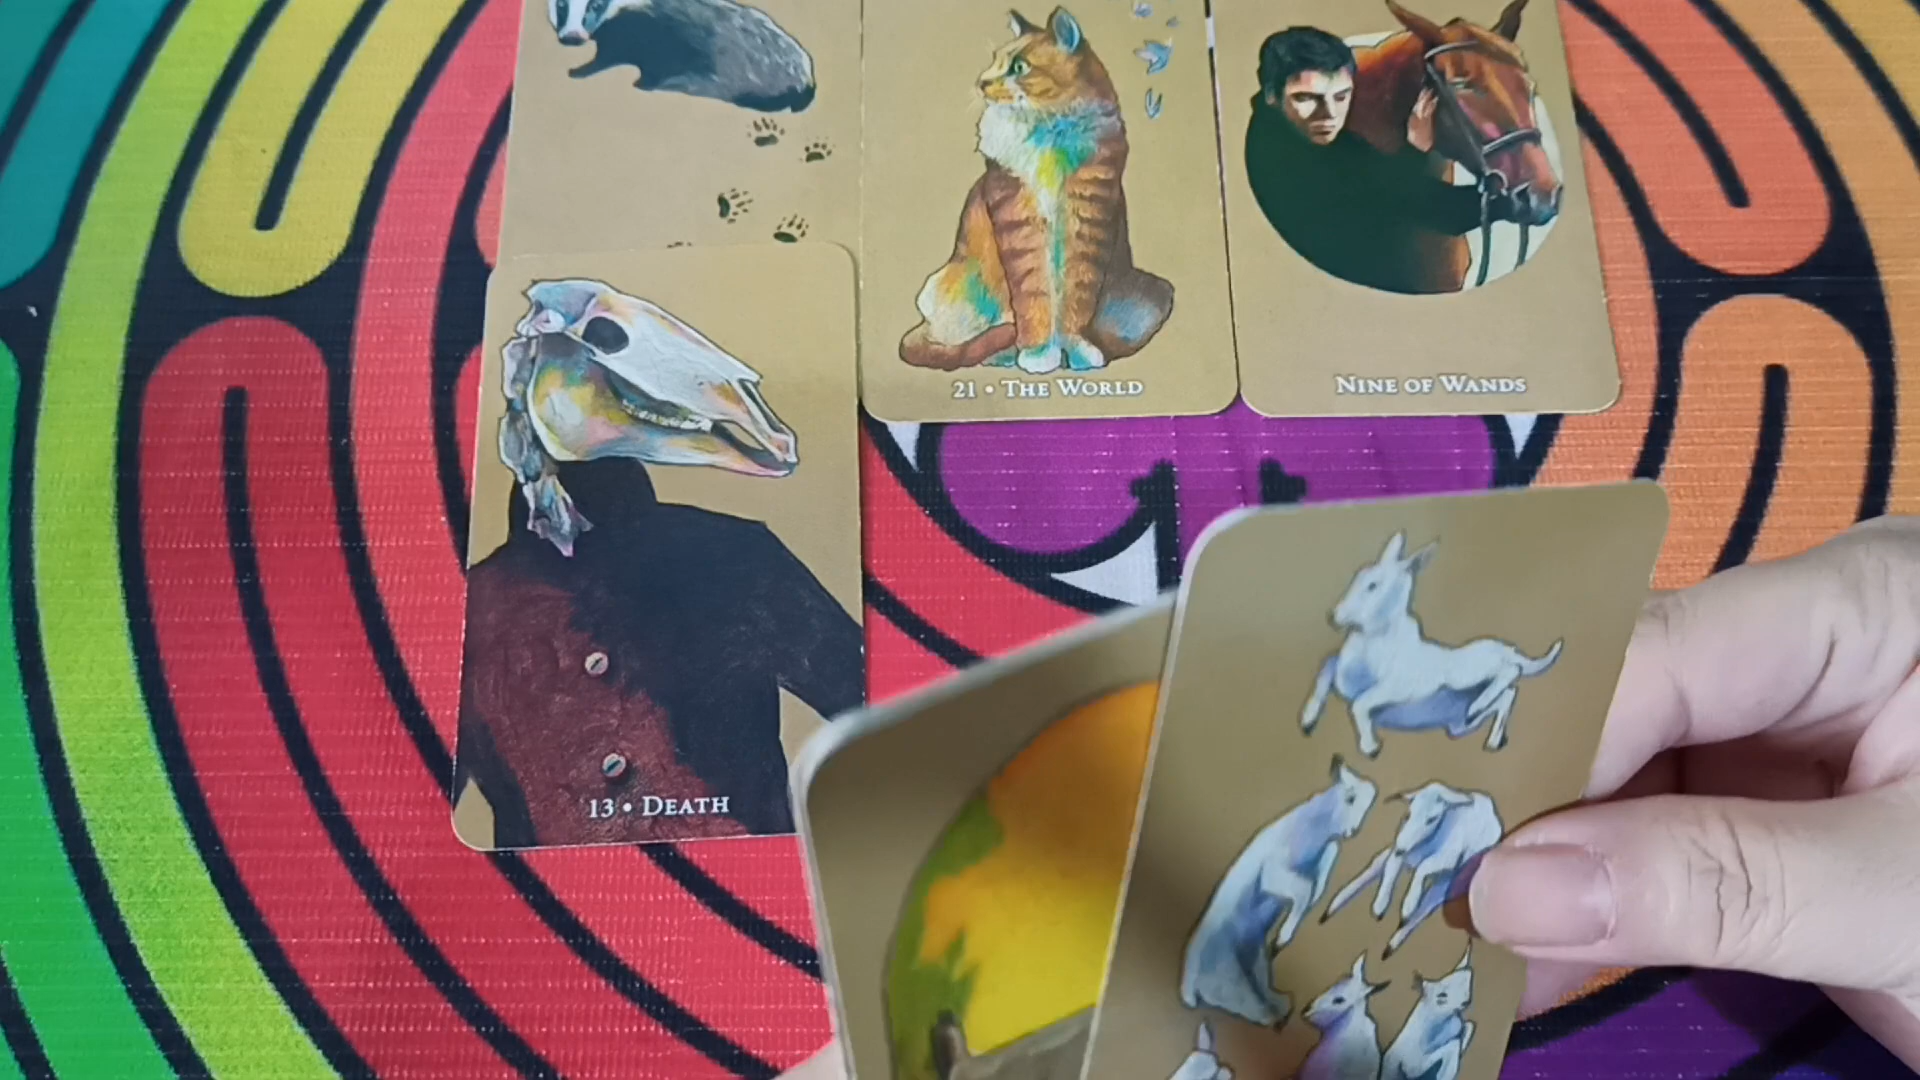 21 • THE WORLD
NINE OF WANDS
13 • DEATH